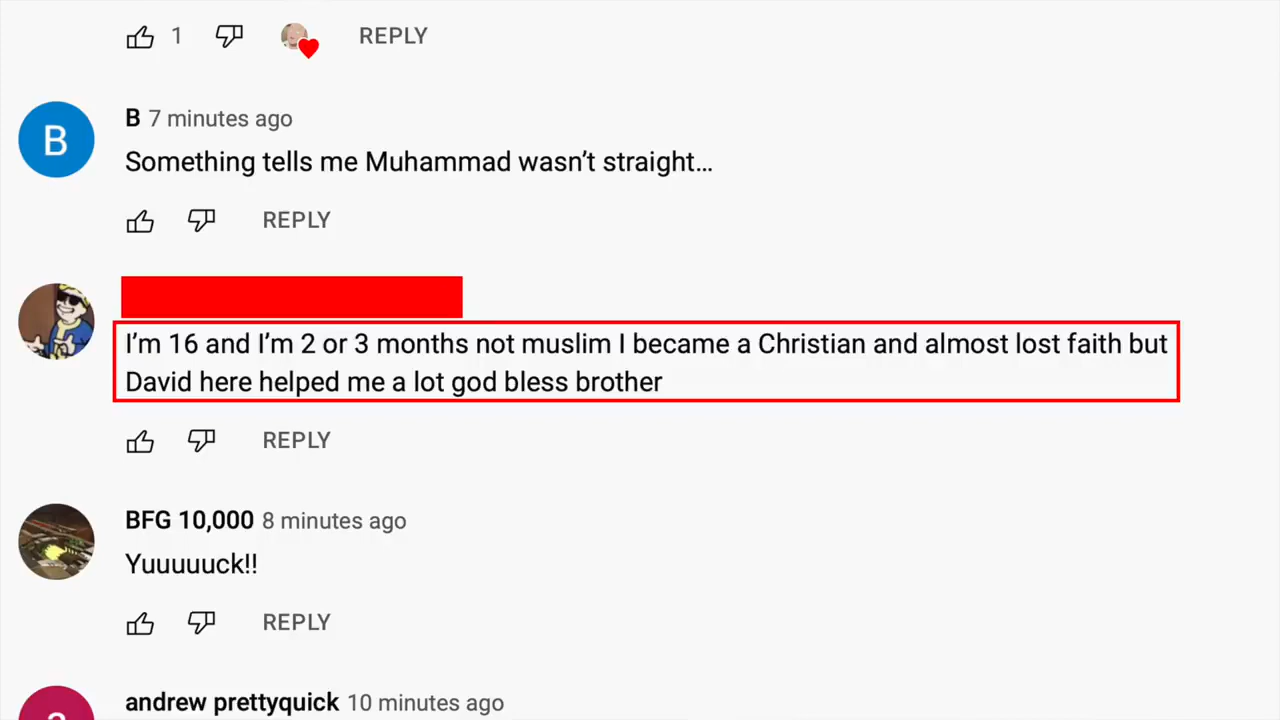 1 REPLY
B
B 7 minutes ago
Something tells me Muhammad wasn't straight...
REPLY
I'm 16 and I'm 2 or 3 months not muslim I became a Christian and almost lost faith but
David here helped me a lot god bless brother
REPLY
BFG 10,000 8 minutes ago
Yuuuuuck!!
REPLY
andrew prettyquick 10 minutes ago